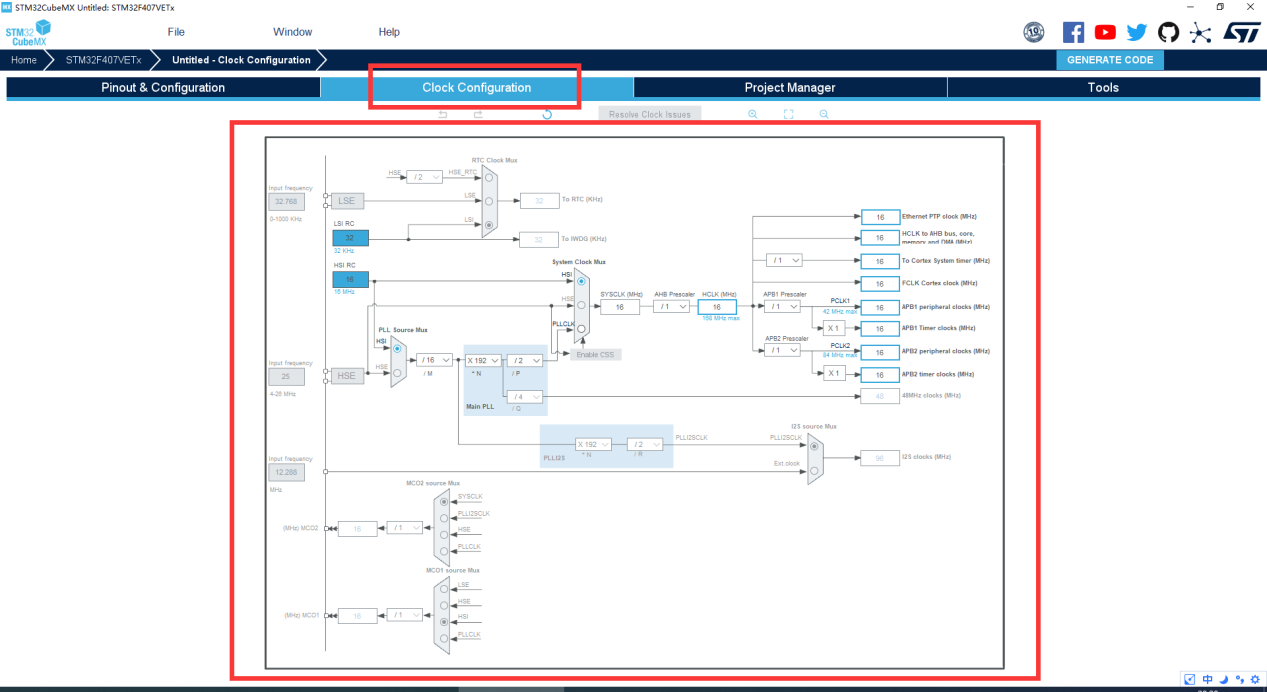 MX STM32CubeMX Untitled: STM32F407VETx
STM32 CubeMX
File Window Help
10
Home STM32F407VETx Untitled - Clock Configuration GENERATE CODE
Pinout & Configuration Clock Configuration Project Manager Tools
Resolve Clock Issues
RTC Clock Mux
HSE / 2 HSE_RTC
Input frequency
32.768 LSE LSE 32 To RTC (KHz)
0-1000 KHz
LSI RC LSI
32 32 To IWDG (KHz)
32 KHz
HSI RC
16
16 MHz
System Clock Mux
HSI
HSE
PLLCLK
Enable CSS
SYSCLK (MHz) AHB Prescaler HCLK (MHz)
16 / 1 16
168 MHz max
16 Ethernet PTP clock (MHz)
16 HCLK to AHB bus, core,
memory and DMA (MHz)
/ 1 16 To Cortex System timer (MHz)
16 FCLK Cortex clock (MHz)
APB1 Prescaler
/ 1 PCLK1 16 APB1 peripheral clocks (MHz)
42 MHz max
X 1 16 APB1 Timer clocks (MHz)
APB2 Prescaler
/ 1 PCLK2 16 APB2 peripheral clocks (MHz)
84 MHz max
X 1 16 APB2 timer clocks (MHz)
48 48MHz clocks (MHz)
PLL Source Mux
HSI
HSE
Input frequency
25 HSE
4-26 MHz
/ 16 X 192 / 2
/ M * N / P
/ 4
Main PLL / Q
X 192 / 2 PLLI2SCLK
PLLI2S * N / R
I2S source Mux
PLLI2SCLK
Ext.clock
96 I2S clocks (MHz)
Input frequency
12.288
MHz
MCO2 source Mux
SYSCLK
PLLI2SCLK
HSE
PLLCLK
(MHz) MCO2 16 / 1
MCO1 source Mux
LSE
HSE
HSI
PLLCLK
(MHz) MCO1 16 / 1
中